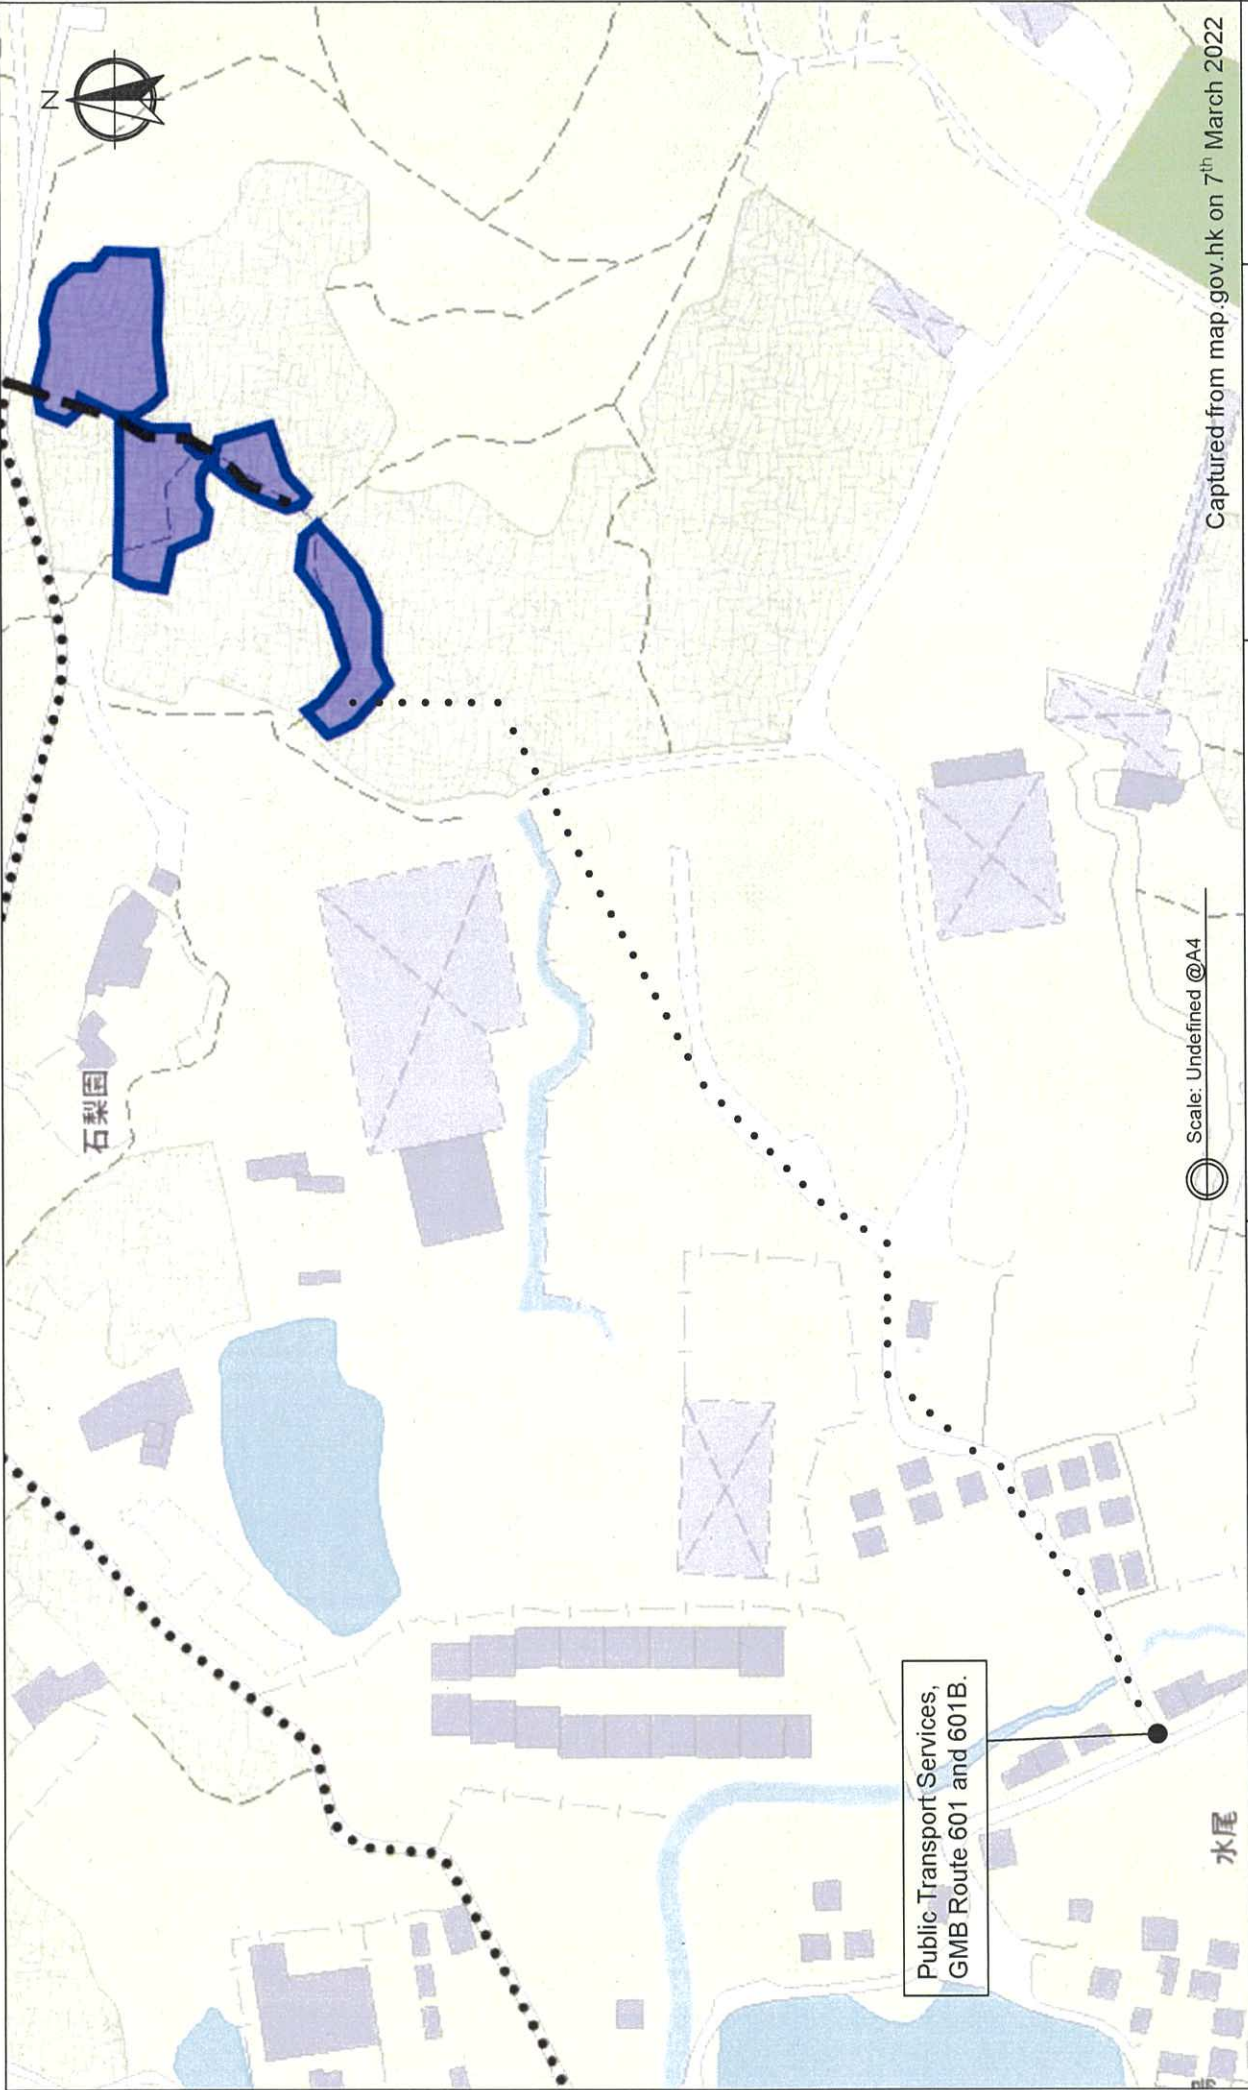 N
石梨園
Public Transport Services,
GMB Route 601 and 601B.
水尾
Scale: Undefined @A4
Captured from map.gov.hk on 7th March 2022